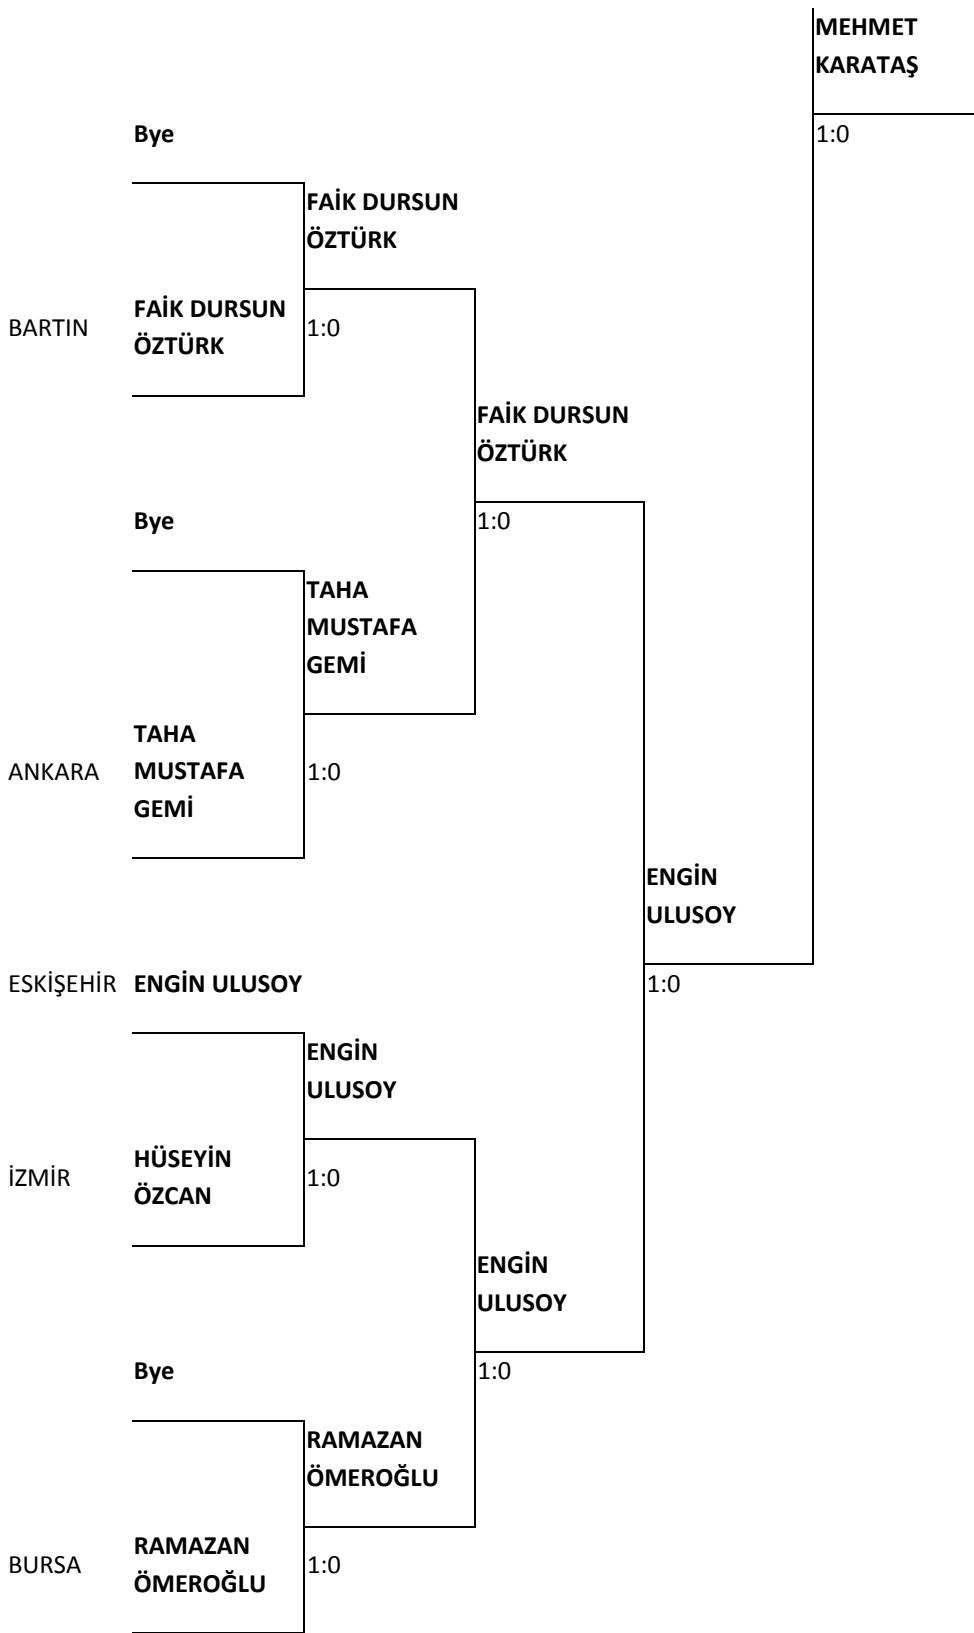 MEHMET
KARATAŞ
Bye
1:0
FAİK DURSUN
ÖZTÜRK
BARTIN
FAİK DURSUN
ÖZTÜRK
1:0
FAİK DURSUN
ÖZTÜRK
Bye
1:0
TAHA
MUSTAFA
GEMİ
ANKARA
TAHA
MUSTAFA
GEMİ
1:0
ENGİN
ULUSOY
ESKİŞEHİR ENGİN ULUSOY
1:0
ENGİN
ULUSOY
İZMİR
HÜSEYİN
ÖZCAN
1:0
ENGİN
ULUSOY
Bye
1:0
RAMAZAN
ÖMEROĞLU
BURSA
RAMAZAN
ÖMEROĞLU
1:0